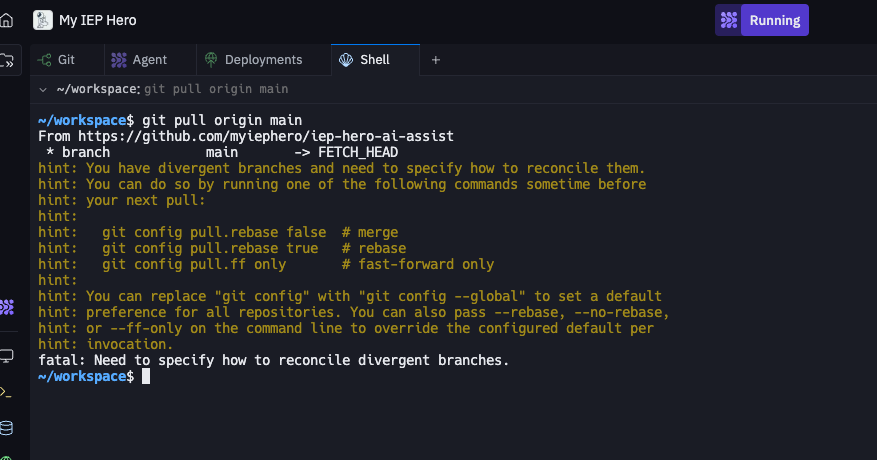 My IEP Hero
Running
Git
Agent
Deployments
Shell
+
~/workspace: git pull origin main
~/workspace$ git pull origin main
From https://github.com/myiephero/iep-hero-ai-assist
 * branch            main       -> FETCH_HEAD
hint: You have divergent branches and need to specify how to reconcile them.
hint: You can do so by running one of the following commands sometime before
hint: your next pull:
hint:
hint:   git config pull.rebase false  # merge
hint:   git config pull.rebase true   # rebase
hint:   git config pull.ff only       # fast-forward only
hint:
hint: You can replace "git config" with "git config --global" to set a default
hint: preference for all repositories. You can also pass --rebase, --no-rebase,
hint: or --ff-only on the command line to override the configured default per
hint: invocation.
fatal: Need to specify how to reconcile divergent branches.
~/workspace$